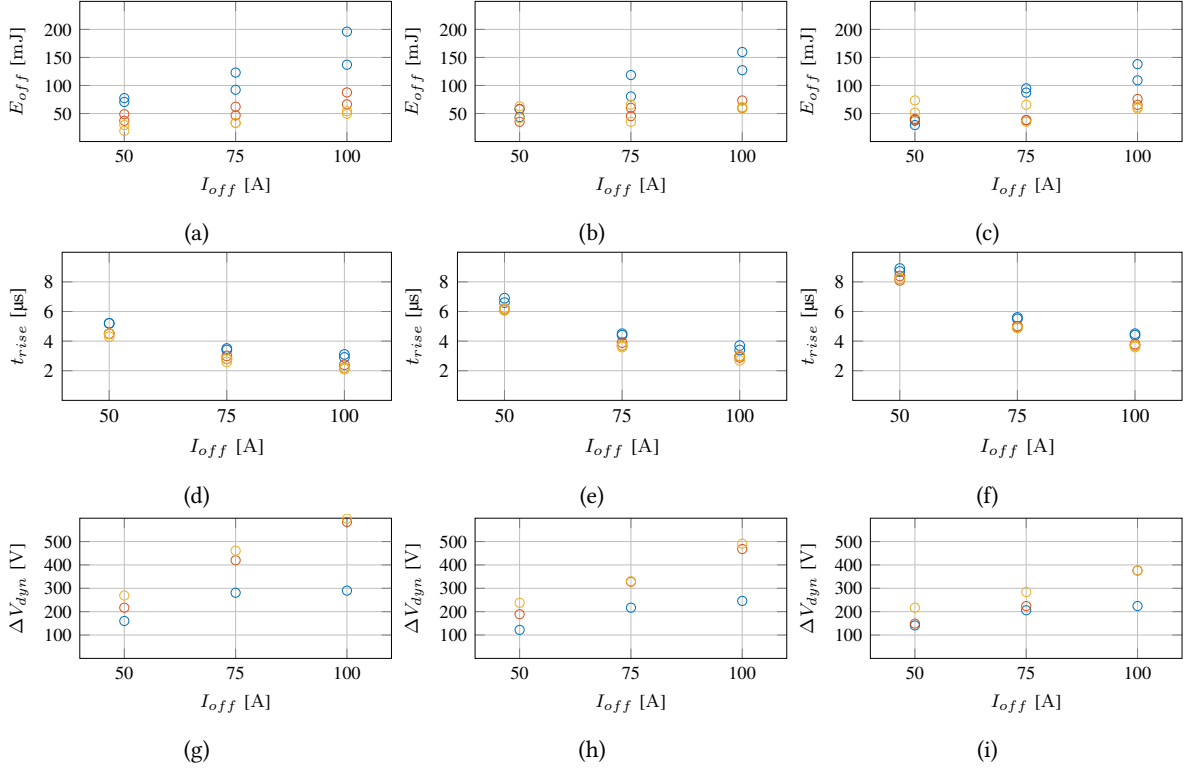 E_off [mJ]
200
150
100
50
50 75 100
I_off [A]
(a)
E_off [mJ]
200
150
100
50
50 75 100
I_off [A]
(b)
E_off [mJ]
200
150
100
50
50 75 100
I_off [A]
(c)
t_rise [µs]
8
6
4
2
50 75 100
I_off [A]
(d)
t_rise [µs]
8
6
4
2
50 75 100
I_off [A]
(e)
t_rise [µs]
8
6
4
2
50 75 100
I_off [A]
(f)
ΔV_dyn [V]
500
400
300
200
100
50 75 100
I_off [A]
(g)
ΔV_dyn [V]
500
400
300
200
100
50 75 100
I_off [A]
(h)
ΔV_dyn [V]
500
400
300
200
100
50 75 100
I_off [A]
(i)